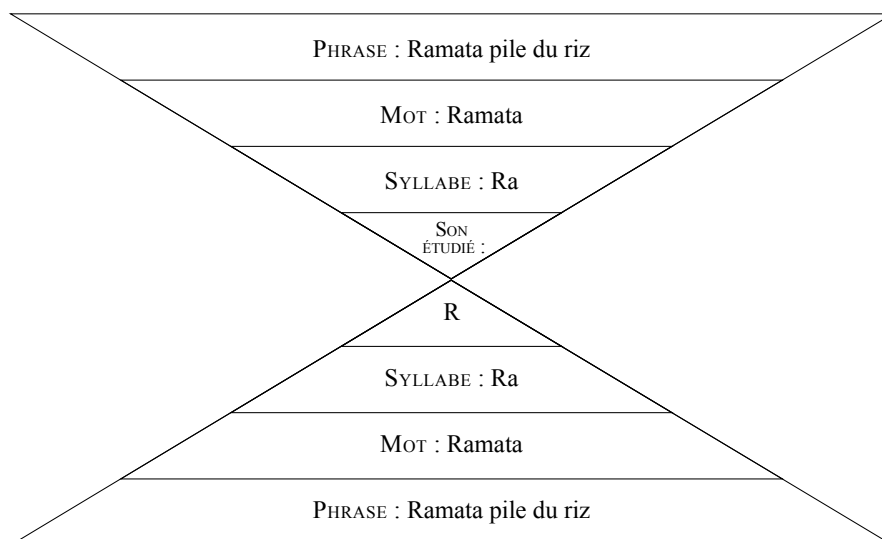 PHRASE : Ramata pile du riz
MOT : Ramata
SYLLABE : Ra
SON
ÉTUDIÉ :
R
SYLLABE : Ra
MOT : Ramata
PHRASE : Ramata pile du riz